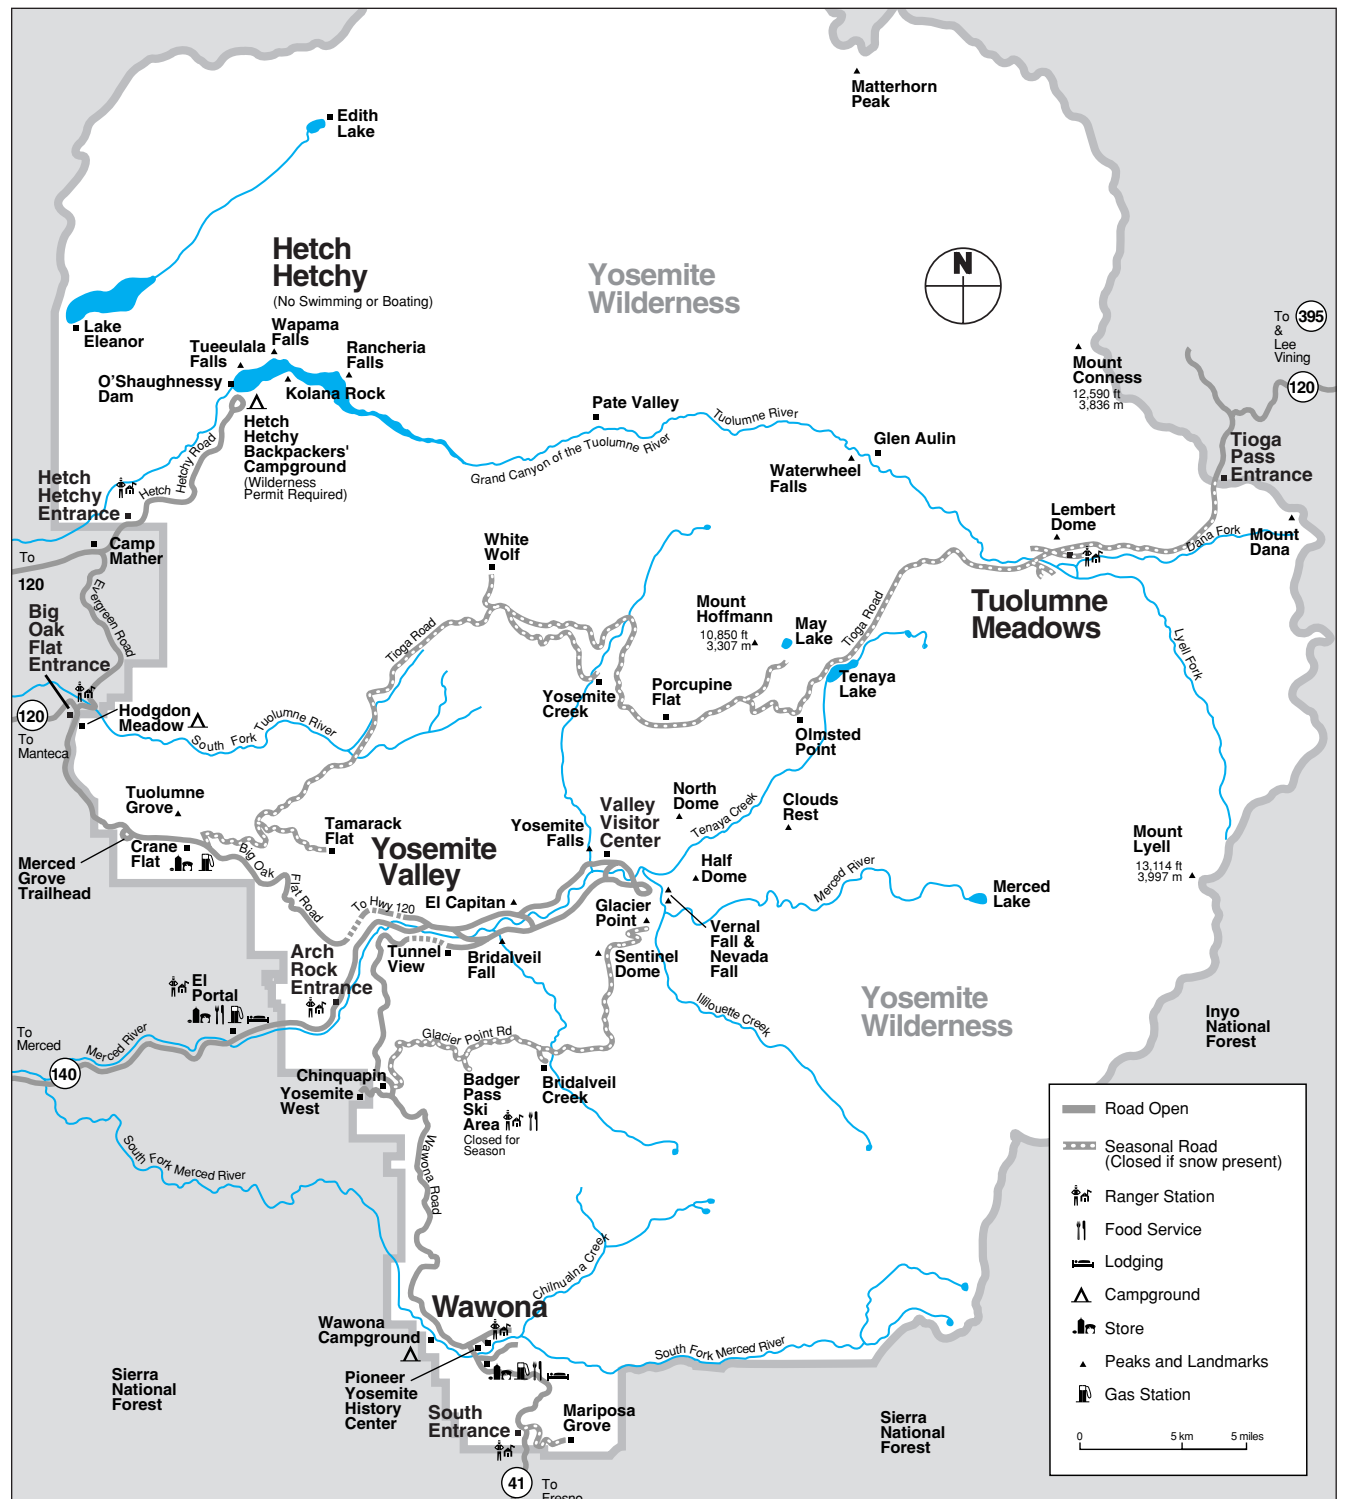 Matterhorn
Peak
Edith
Lake
Hetch
Hetchy
(No Swimming or Boating)
Yosemite
Wilderness
N
To
395
&
Lee
Vining
120
Lake
Eleanor
Wapama
Falls
Tueeulala
Falls
Rancheria
Falls
O'Shaughnessy
Dam
Kolana Rock
Mount
Conness
12,590 ft
3,836 m
Hetch
Hetchy
Backpackers'
Campground
(Wilderness
Permit Required)
Pate Valley
Tuolumne River
Grand Canyon of the Tuolumne River
Glen Aulin
Waterwheel
Falls
Tioga
Pass
Entrance
Hetch
Hetchy
Entrance
Hetch Hetchy Road
Lembert
Dome
Dana Fork
Mount
Dana
Camp
Mather
To
120
White
Wolf
Evergreen Road
Big
Oak
Flat
Entrance
Tuolumne
Meadows
Mount
Hoffmann
10,850 ft
3,307 m
May
Lake
Tioga Road
Tioga Road
Lyell Fork
Tenaya
Lake
Yosemite
Creek
Porcupine
Flat
Olmsted
Point
120
To
Manteca
Hodgdon
Meadow
South Fork Tuolumne River
Tuolumne
Grove
North
Dome
Tenaya Creek
Clouds
Rest
Valley
Visitor
Center
Yosemite
Falls
Tamarack
Flat
Yosemite
Valley
Crane
Flat
Merced
Grove
Trailhead
Big Oak Flat Road
Half
Dome
Mount
Lyell
13,114 ft
3,997 m
Merced River
Merced
Lake
To Hwy 120
El Capitan
Glacier
Point
Vernal
Fall &
Nevada
Fall
Arch
Rock
Entrance
Tunnel
View
Bridalveil
Fall
Sentinel
Dome
El
Portal
Yosemite
Wilderness
Illilouette Creek
Inyo
National
Forest
To
Merced
Merced River
140
Glacier Point Rd
Chinquapin
Yosemite
West
Badger
Pass
Ski
Area
Closed for
Season
Bridalveil
Creek
South Fork Merced River
Wawona Road
Road Open
Seasonal Road
(Closed if snow present)
Ranger Station
Food Service
Lodging
Campground
Store
Peaks and Landmarks
Gas Station
0
5 km
5 miles
Chilnualna Creek
Wawona
Wawona
Campground
South Fork Merced River
Pioneer
Yosemite
History
Center
Sierra
National
Forest
South
Entrance
Mariposa
Grove
Sierra
National
Forest
41
To
Fresno